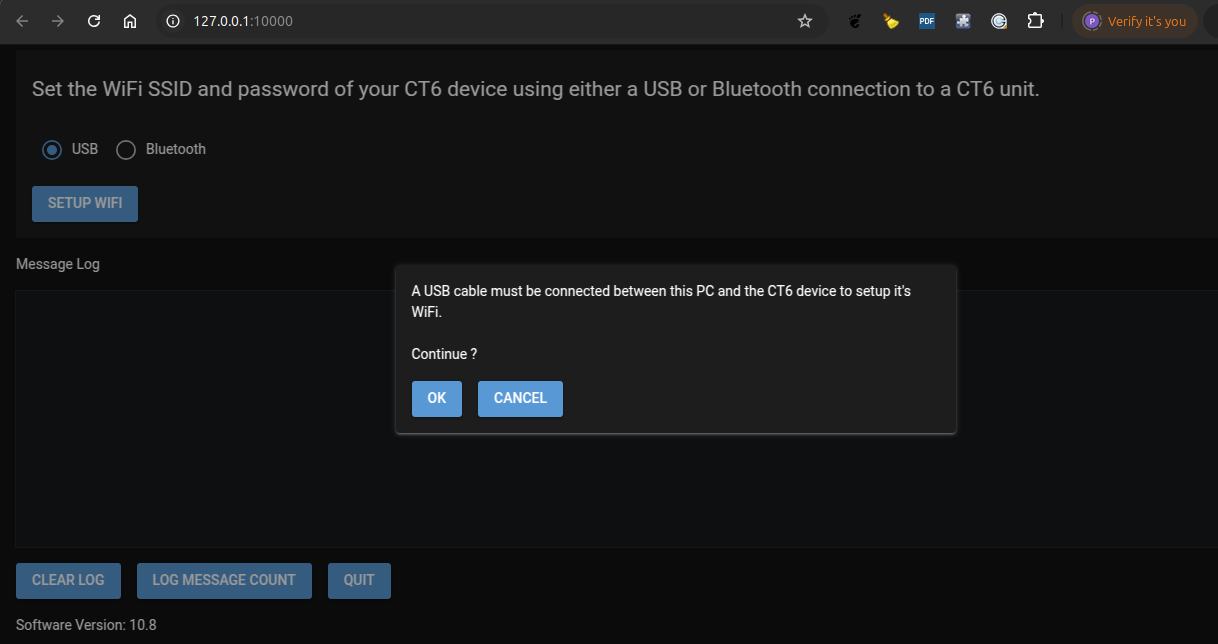 127.0.0.1:10000
PDF
P
Verify it's you
Set the WiFi SSID and password of your CT6 device using either a USB or Bluetooth connection to a CT6 unit.
USB
Bluetooth
SETUP WIFI
Message Log
A USB cable must be connected between this PC and the CT6 device to setup it's
WiFi.
Continue ?
OK
CANCEL
CLEAR LOG
LOG MESSAGE COUNT
QUIT
Software Version: 10.8